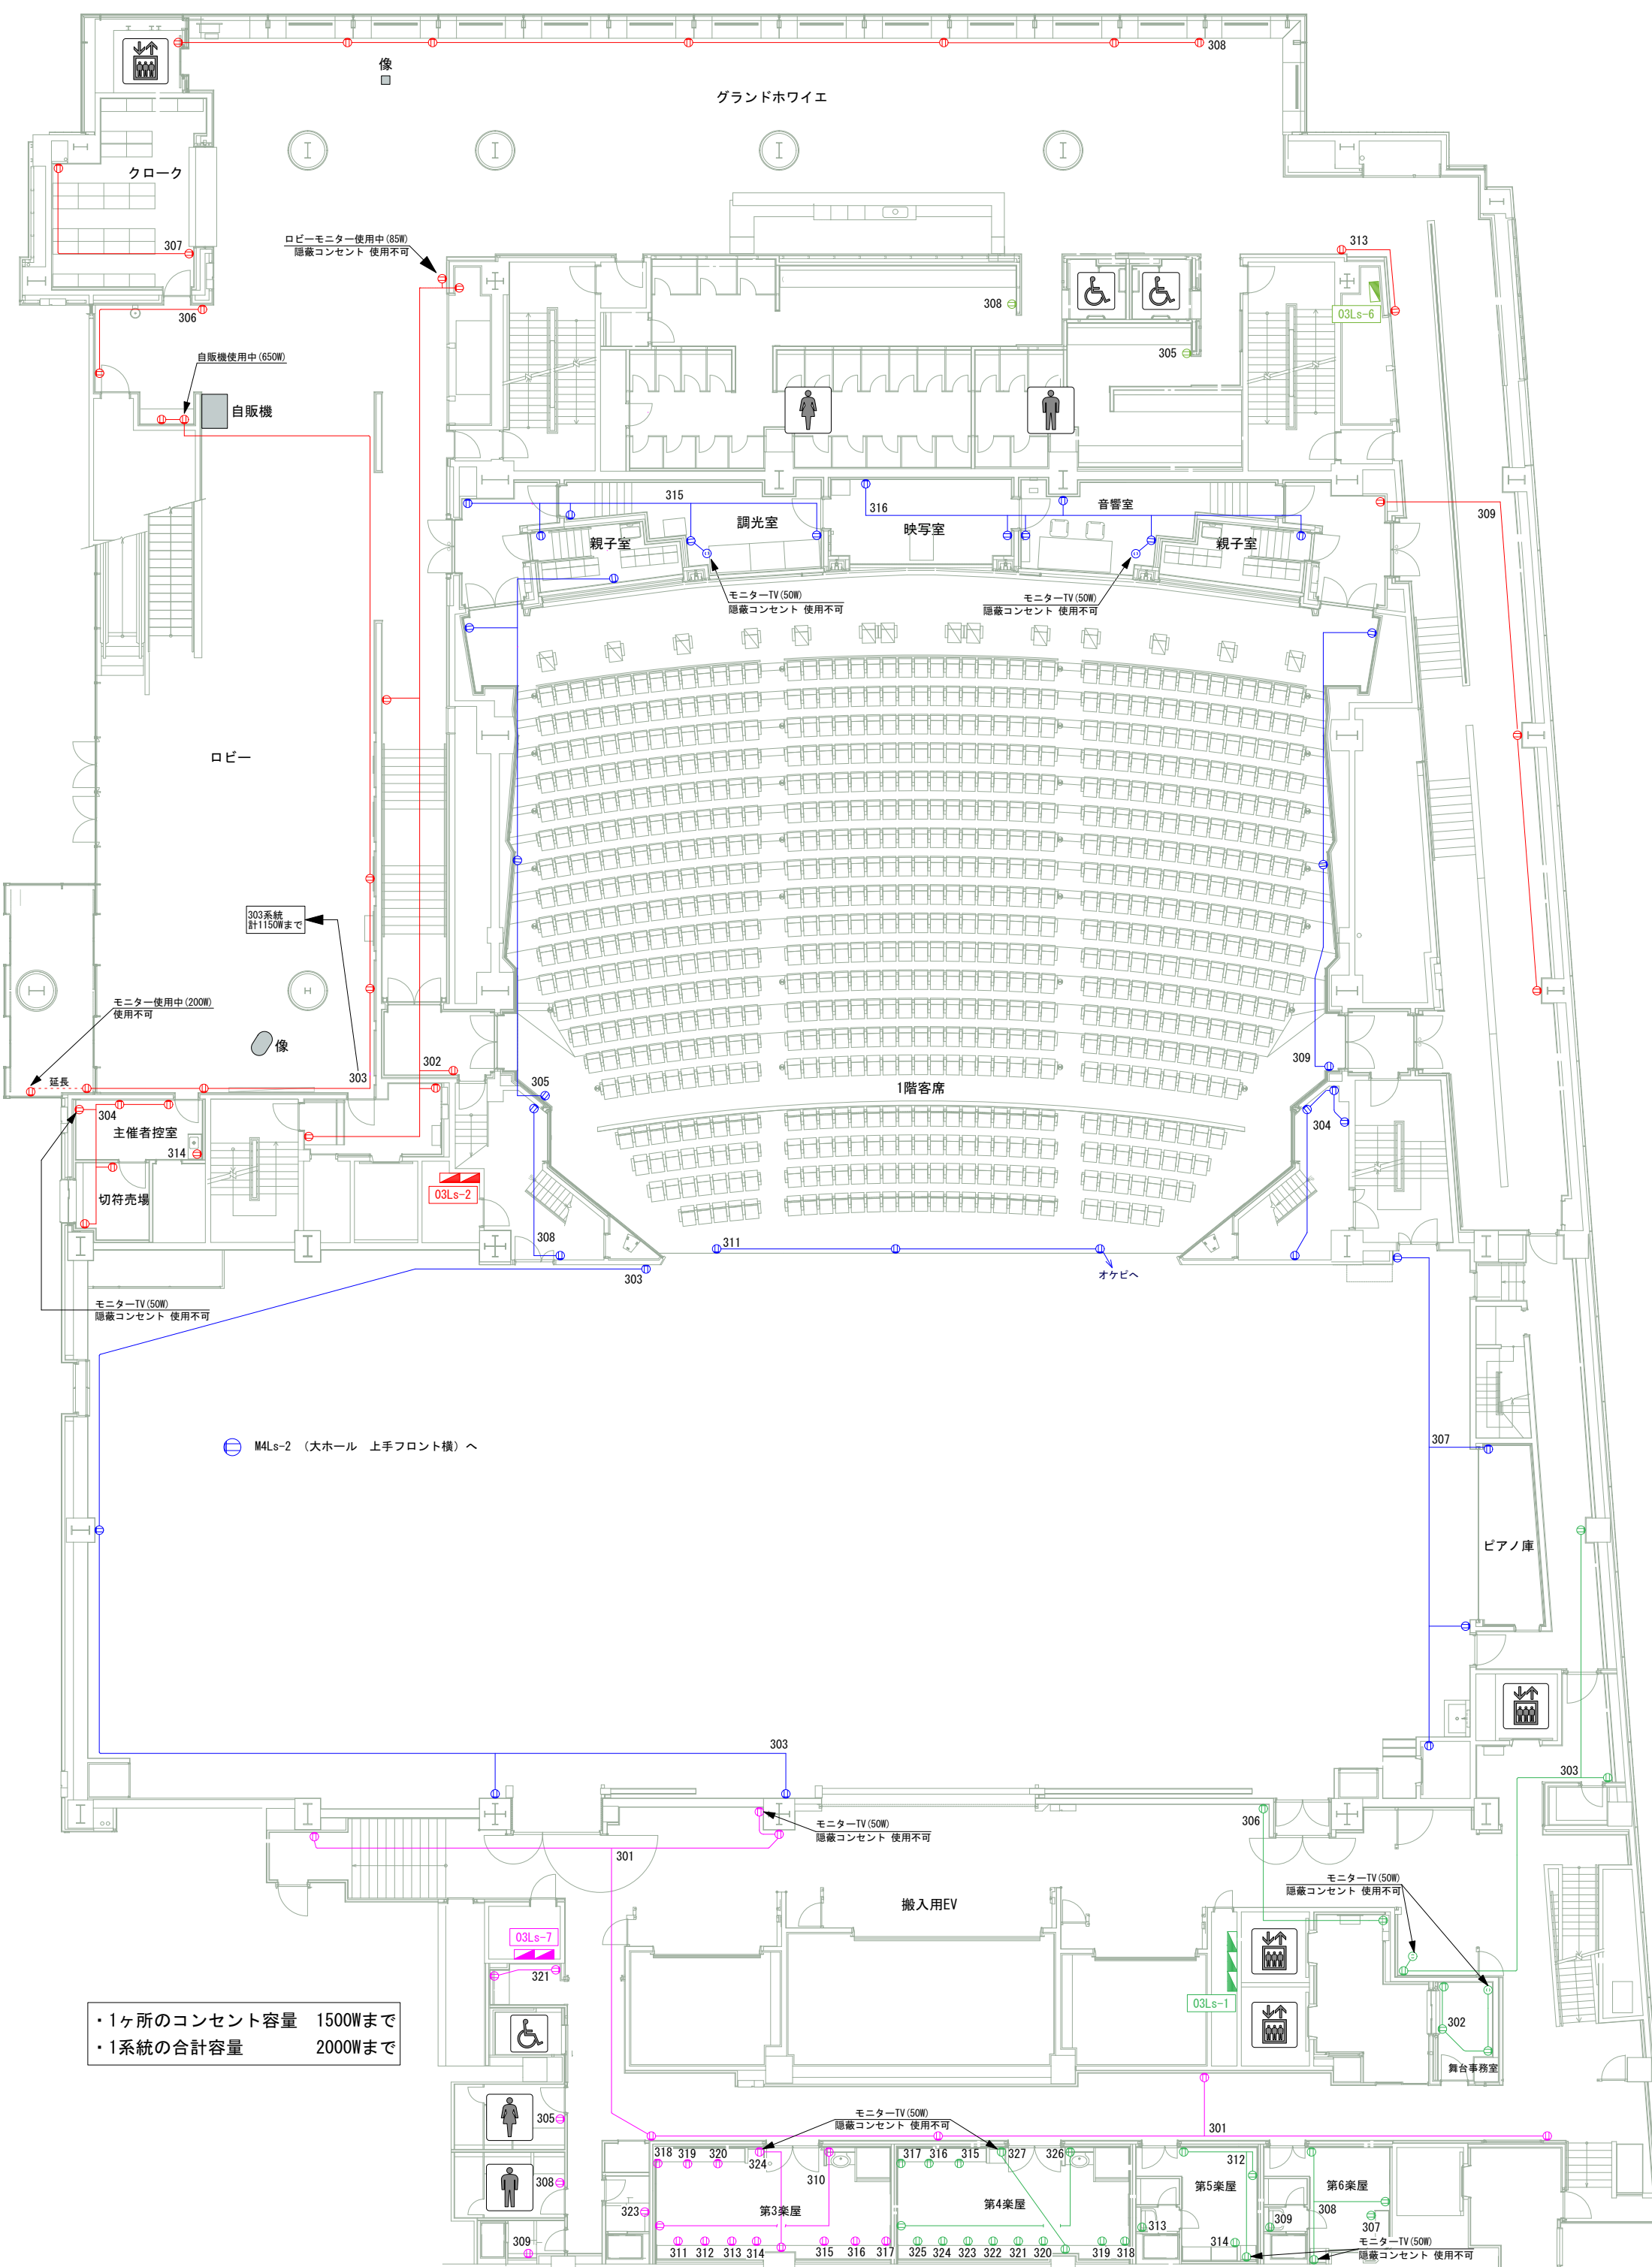 308
像
グランドホワイエ
クローク
307
ロビーモニター使用中(85W)
隠蔽コンセント 使用不可
313
306
308
03Ls-6
自販機使用中(650W)
305
自販機
315
316
音響室
調光室
映写室
309
親子室
親子室
モニターTV(50W)
隠蔽コンセント 使用不可
モニターTV(50W)
隠蔽コンセント 使用不可
ロビー
303系統
計1150Wまで
モニター使用中(200W)
使用不可
像
延長
303
302
309
305
1階客席
304
主催者控室
304
314
切符売場
03Ls-2
308
311
303
オケピへ
モニターTV(50W)
隠蔽コンセント 使用不可
M4Ls-2 (大ホール 上手フロント横)へ
307
ピアノ庫
303
303
モニターTV(50W)
隠蔽コンセント 使用不可
306
301
モニターTV(50W)
隠蔽コンセント 使用不可
搬入用EV
03Ls-7
321
03Ls-1
・1ヶ所のコンセント容量 1500Wまで
・1系統の合計容量 2000Wまで
302
舞台事務室
305
モニターTV(50W)
隠蔽コンセント 使用不可
301
318 319 320 324 310 317 316 315 327 326 312
308
第3楽屋
第4楽屋
第5楽屋
第6楽屋
323
313
309
308
307
309
311 312 313 314 315 316 317 325 324 323 322 321 320 319 318
314
モニターTV(50W)
隠蔽コンセント 使用不可